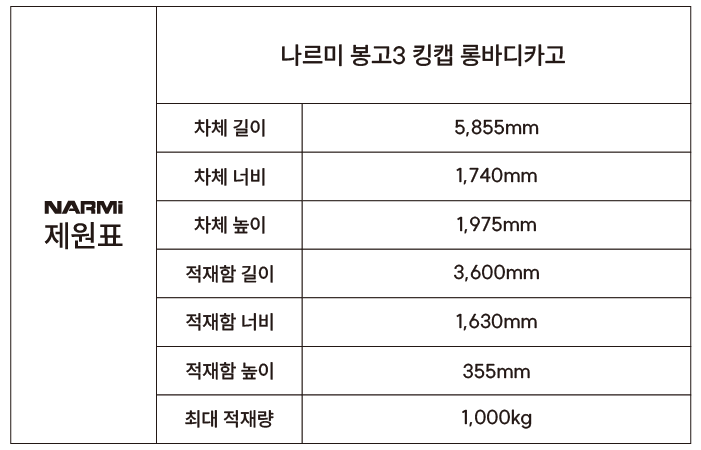 나르미 봉고3 킹캡 롱바디카고
NARMi
제원표
차체 길이 5,855mm
차체 너비 1,740mm
차체 높이 1,975mm
적재함 길이 3,600mm
적재함 너비 1,630mm
적재함 높이 355mm
최대 적재량 1,000kg